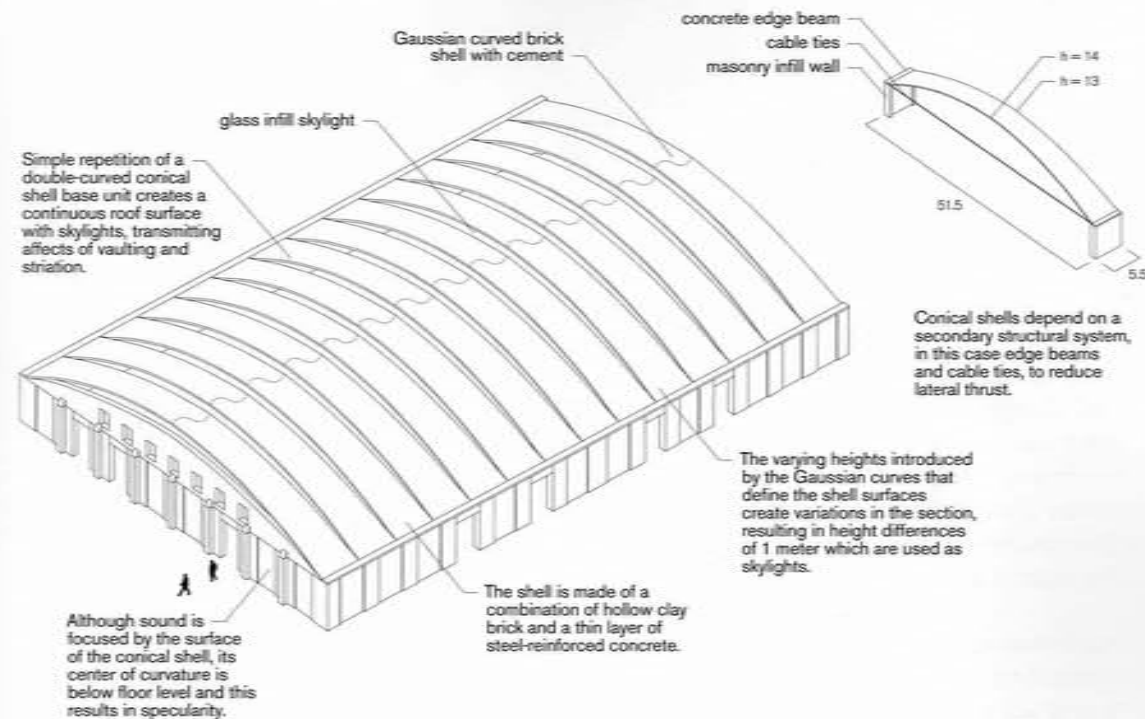 concrete edge beam
cable ties
masonry infill wall
h = 14
h = 13
51.5
5.5
Gaussian curved brick
shell with cement
glass infill skylight
Simple repetition of a
double-curved conical
shell base unit creates a
continuous roof surface
with skylights, transmitting
affects of vaulting and
striation.
Conical shells depend on a
secondary structural system,
in this case edge beams
and cable ties, to reduce
lateral thrust.
The varying heights introduced
by the Gaussian curves that
define the shell surfaces
create variations in the section,
resulting in height differences
of 1 meter which are used as
skylights.
The shell is made of a
combination of hollow clay
brick and a thin layer of
steel-reinforced concrete.
Although sound is
focused by the surface
of the conical shell, its
center of curvature is
below floor level and this
results in specularity.